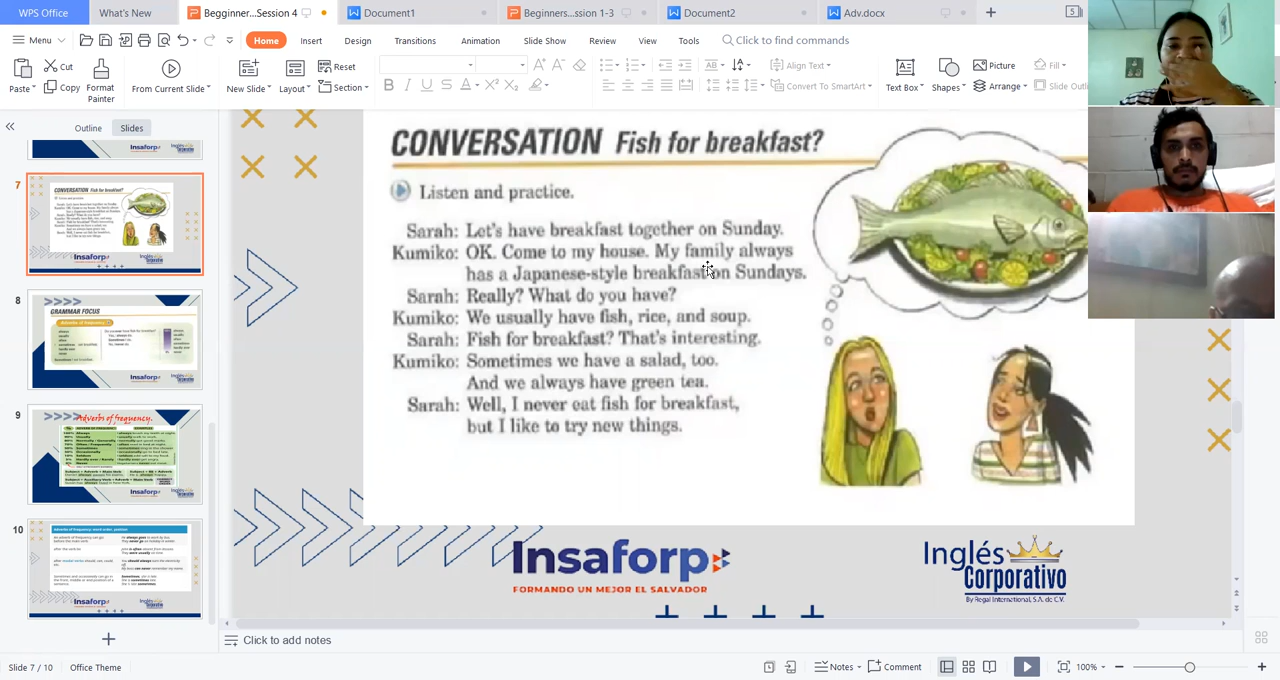 WPS Office
What's New
Begginner...Session 4
Document1
Beginners...ssion 1-3
Document2
Adv.docx
5
Menu
Home
Insert
Design
Transitions
Animation
Slide Show
Review
View
Tools
Click to find commands
Paste
Cut
Copy
Format
Painter
From Current Slide
New Slide
Layout
Reset
Section
Align Text
Convert To SmartArt
Text Box
Shapes
Picture
Arrange
Fill
Outline
Slides
7
8
9
10
CONVERSATION Fish for breakfast?
Listen and practice.
Sarah: Let's have breakfast together on Sunday.
Kumiko: OK. Come to my house. My family always
has a Japanese-style breakfast on Sundays.
Sarah: Really? What do you have?
Kumiko: We usually have fish, rice, and soup.
Sarah: Fish for breakfast? That's interesting.
Kumiko: Sometimes we have a salad, too.
And we always have green tea.
Sarah: Well, I never eat fish for breakfast,
but I like to try new things.
Insaforp
FORMANDO UN MEJOR EL SALVADOR
Inglés
Corporativo
By Regal International, S.A. de C.V.
GRAMMAR FOCUS
Adverbs of frequency.
Click to add notes
Slide 7 / 10
Office Theme
Notes
Comment
100%